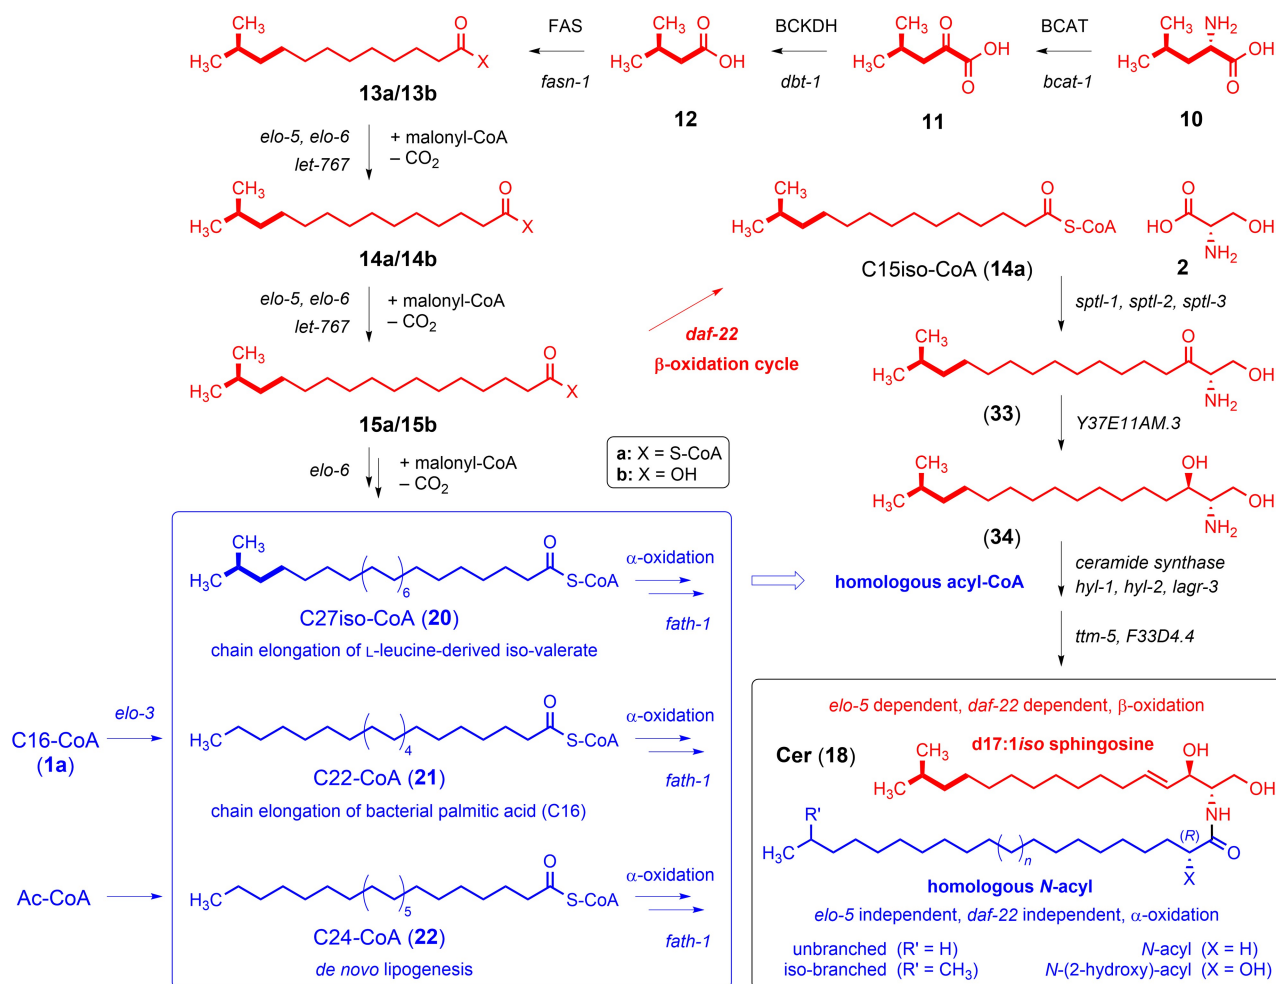 CH3
H3C
O
X
13a/13b
FAS
fasn-1
CH3
H3C
O
OH
12
BCKDH
dbt-1
CH3
H3C
O
OH
O
11
BCAT
bcat-1
CH3
NH2
H3C
OH
O
10
elo-5, elo-6
let-767
+ malonyl-CoA
– CO2
CH3
H3C
O
X
14a/14b
elo-5, elo-6
let-767
+ malonyl-CoA
– CO2
CH3
H3C
O
X
15a/15b
elo-6
+ malonyl-CoA
– CO2
daf-22
β-oxidation cycle
a: X = S-CoA
b: X = OH
CH3
H3C
O
S-CoA
C15iso-CoA (14a)
O
HO
OH
NH2
2
sptl-1, sptl-2, sptl-3
CH3
H3C
O
OH
NH2
(33)
Y37E11AM.3
CH3
H3C
OH
OH
NH2
(34)
ceramide synthase
hyl-1, hyl-2, lagr-3
ttm-5, F33D4.4
homologous acyl-CoA
CH3
H3C
6
O
S-CoA
α-oxidation
fath-1
C27iso-CoA (20)
chain elongation of L-leucine-derived iso-valerate
C16-CoA
(1a)
elo-3
H3C
4
O
S-CoA
α-oxidation
fath-1
C22-CoA (21)
chain elongation of bacterial palmitic acid (C16)
Ac-CoA
H3C
5
O
S-CoA
α-oxidation
fath-1
C24-CoA (22)
de novo lipogenesis
elo-5 dependent, daf-22 dependent, β-oxidation
Cer (18)
d17:1iso sphingosine
CH3
H3C
OH
OH
NH
R'
H3C
n
(R)
O
X
homologous N-acyl
elo-5 independent, daf-22 independent, α-oxidation
unbranched (R' = H)
N-acyl (X = H)
iso-branched (R' = CH3)
N-(2-hydroxy)-acyl (X = OH)